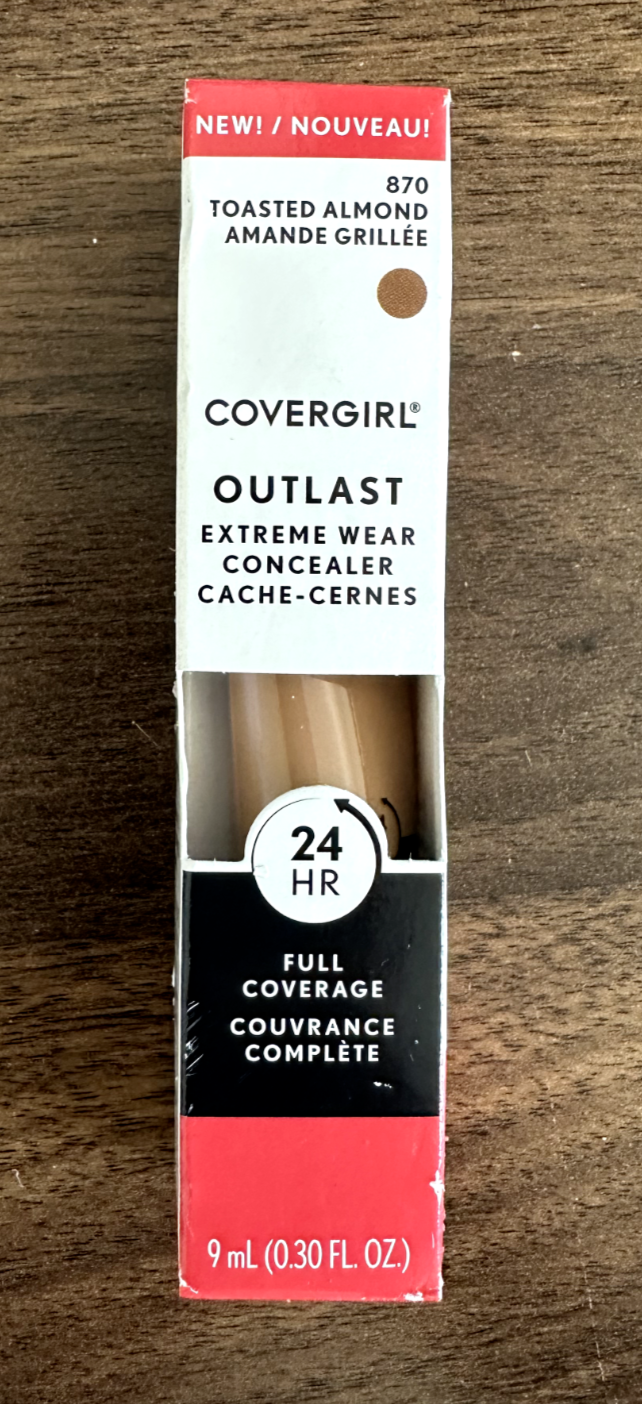 NEW! / NOUVEAU!
870
TOASTED ALMOND
AMANDE GRILLÉE
COVERGIRL®
OUTLAST
EXTREME WEAR
CONCEALER
CACHE-CERNES
24
HR
FULL
COVERAGE
COUVRANCE
COMPLÈTE
9 mL (0.30 FL. OZ.)